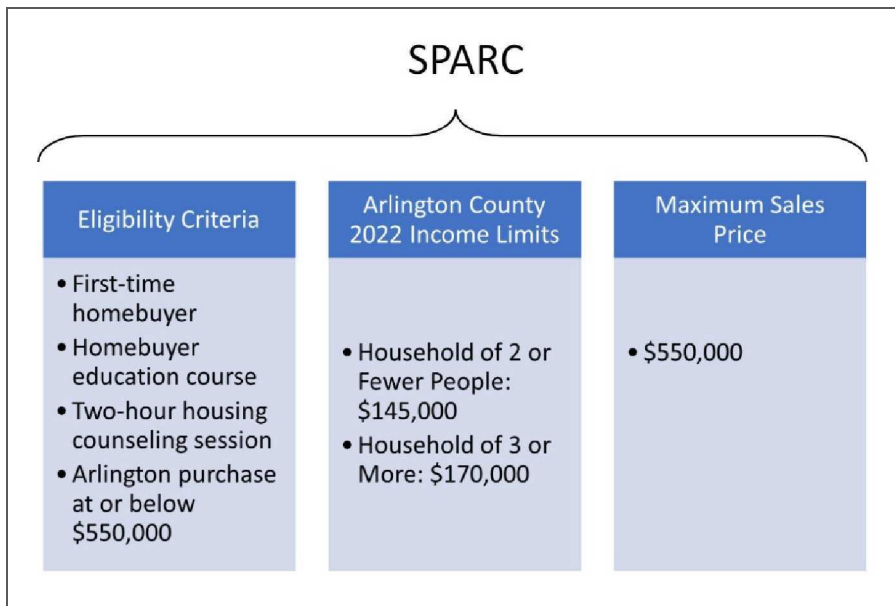 SPARC
Eligibility Criteria
• First-time
homebuyer
• Homebuyer
education course
• Two-hour housing
counseling session
• Arlington purchase
at or below
$550,000
Arlington County
2022 Income Limits
• Household of 2 or
Fewer People:
$145,000
• Household of 3 or
More: $170,000
Maximum Sales
Price
• $550,000